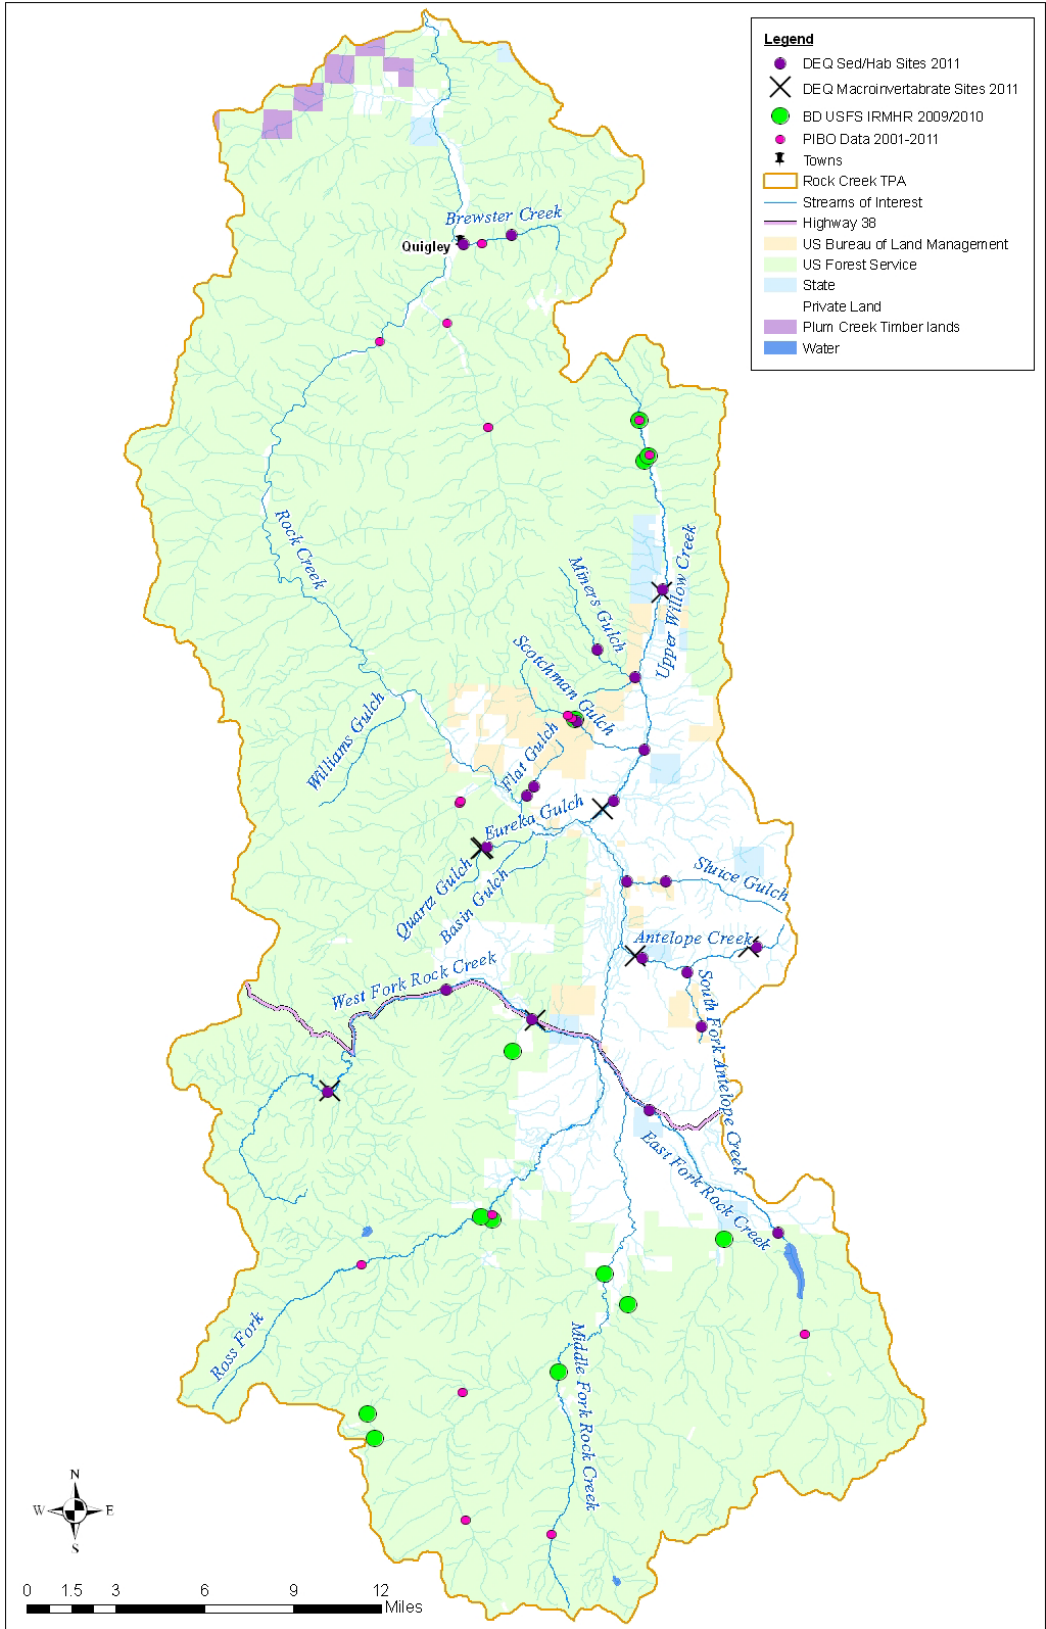 Legend
DEQ Sed/Hab Sites 2011
DEQ Macroinvertabrate Sites 2011
BD USFS IRMHR 2009/2010
PIBO Data 2001-2011
Towns
Rock Creek TPA
Streams of Interest
Highway 38
US Bureau of Land Management
US Forest Service
State
Private Land
Plum Creek Timber lands
Water
Brewster Creek
Quigley
Rock Creek
Miners Gulch
Upper Willow Creek
Scotchman Gulch
Williams Gulch
Flat Gulch
Eureka Gulch
Quartz Gulch
Basin Gulch
Sluice Gulch
Antelope Creek
West Fork Rock Creek
South Fork Antelope Creek
East Fork Rock Creek
Ross Fork
Middle Fork Rock Creek
N
W E
S
0 1.5 3 6 9 12
Miles